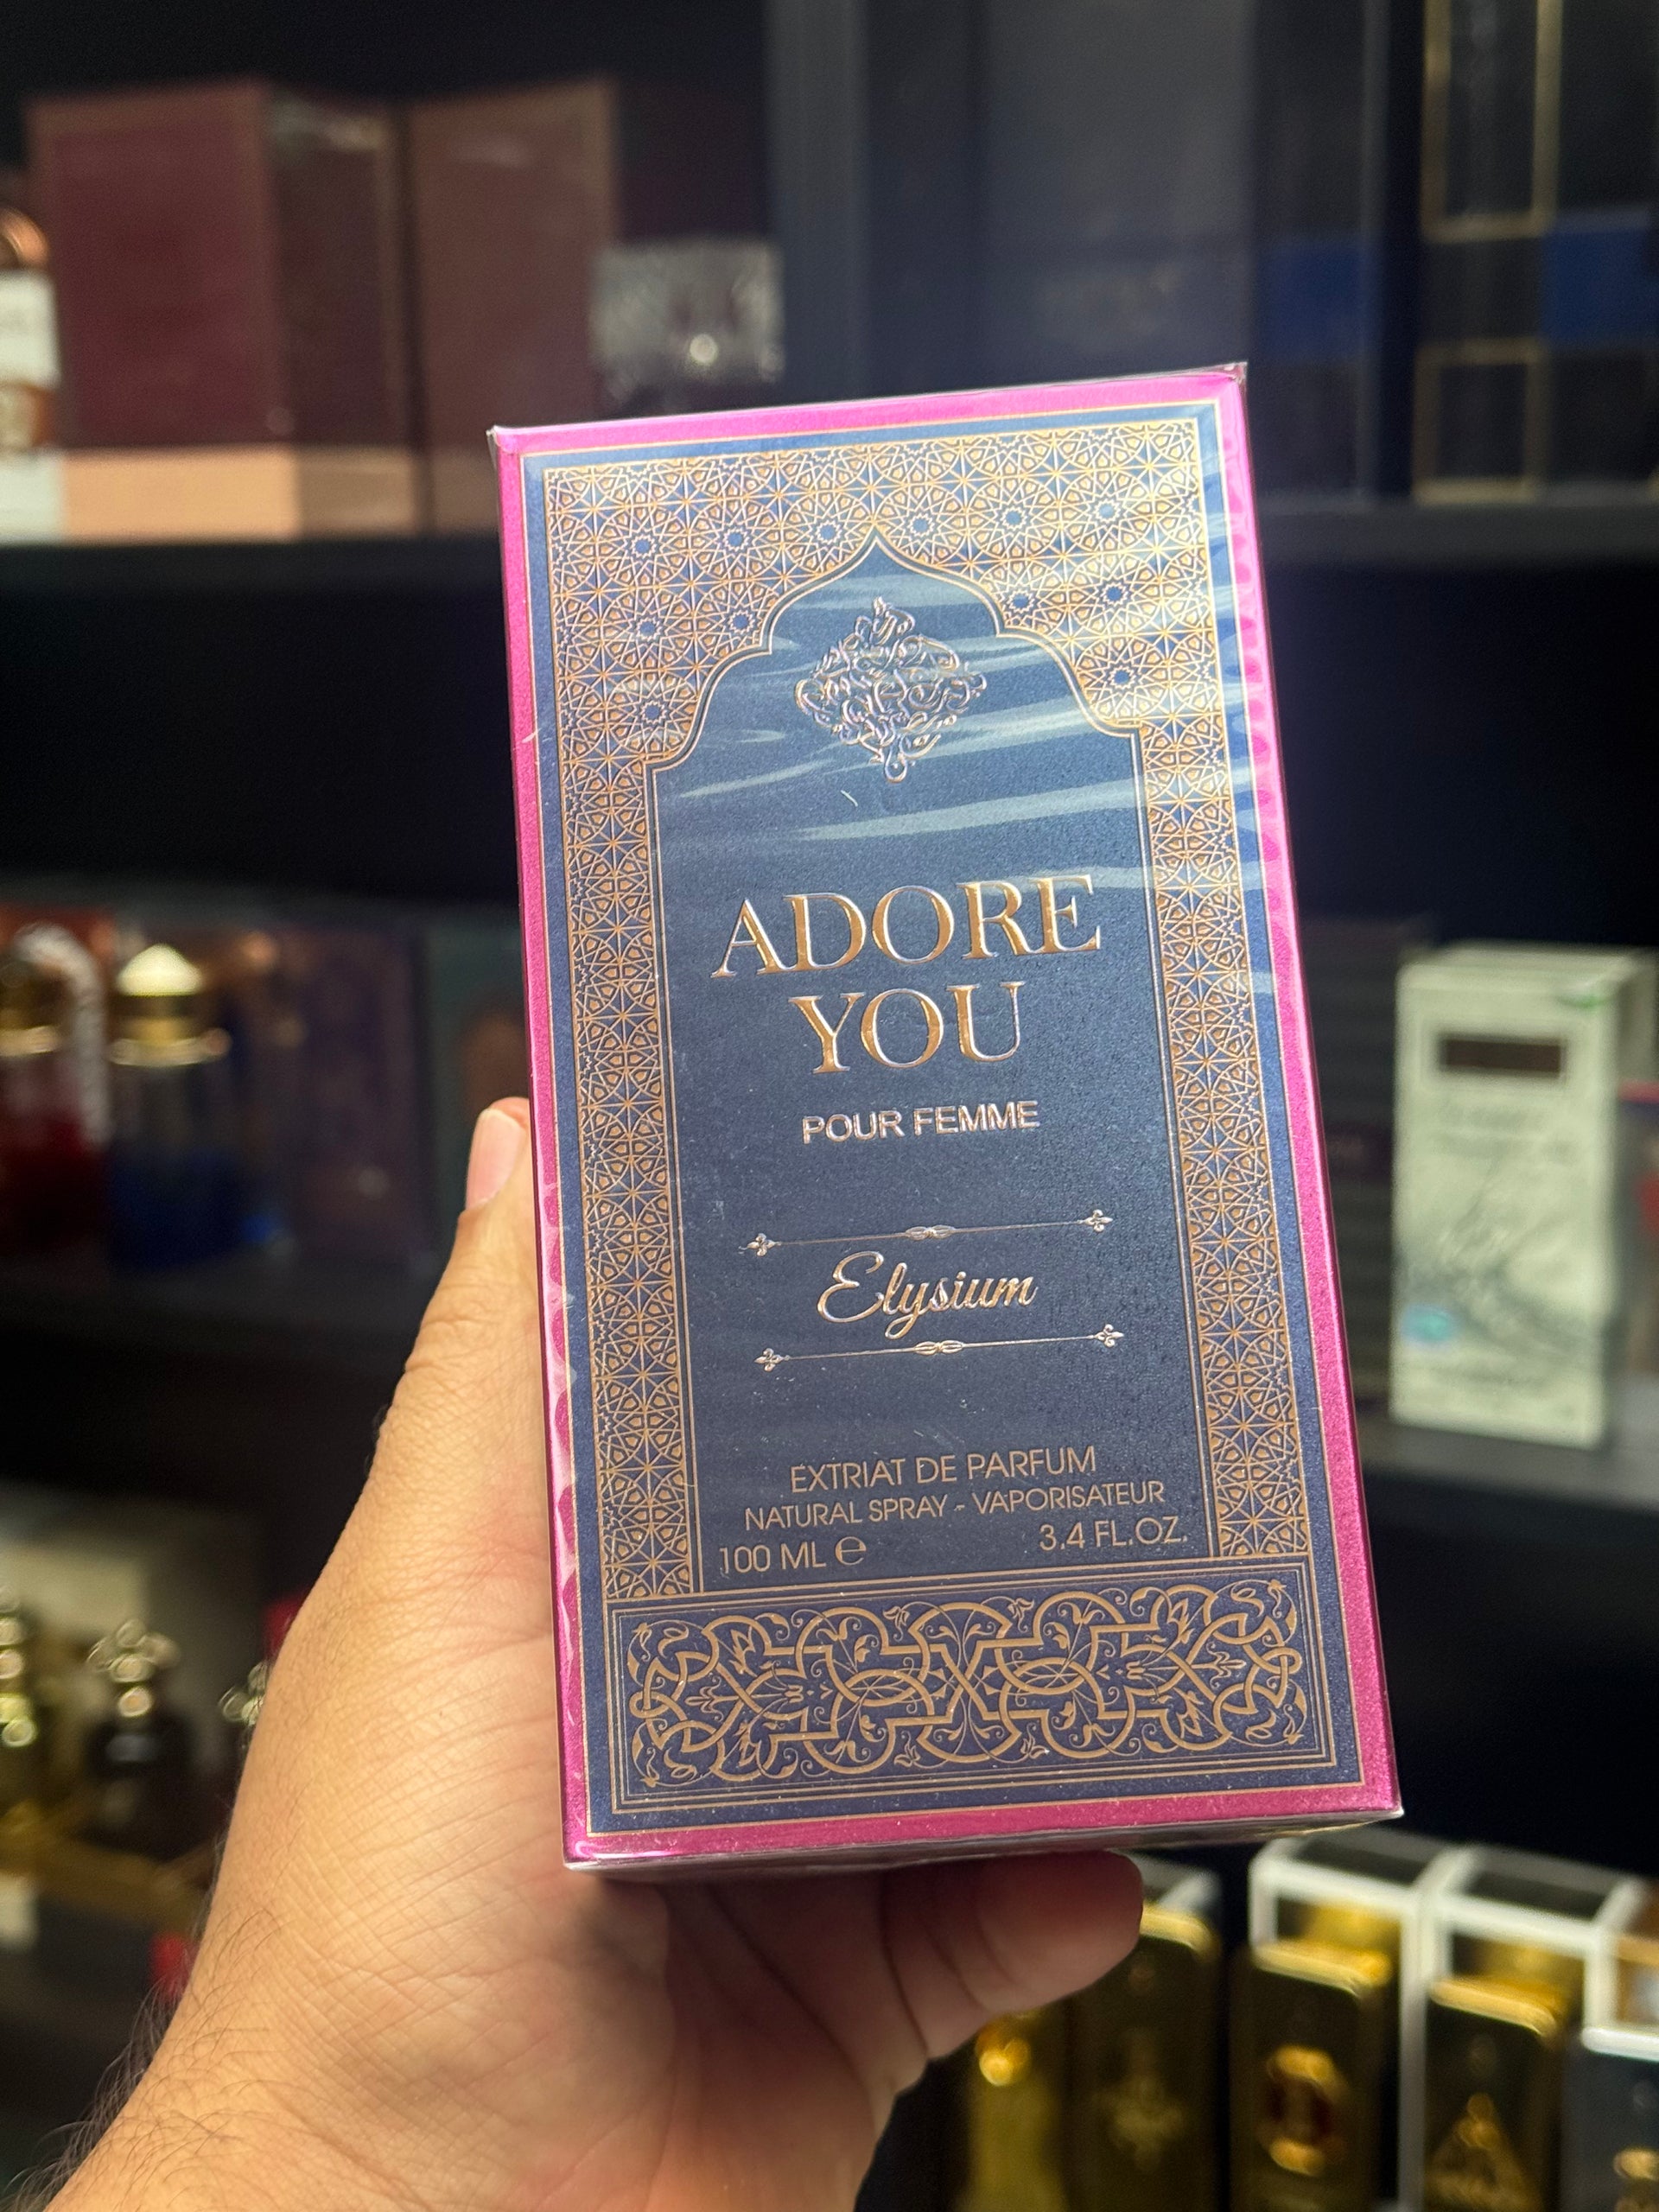 ADORE
YOU
POUR FEMME
Elysium
EXTRIAT DE PARFUM
NATURAL SPRAY - VAPORISATEUR
100 ML ℮ 3.4 FL.OZ.